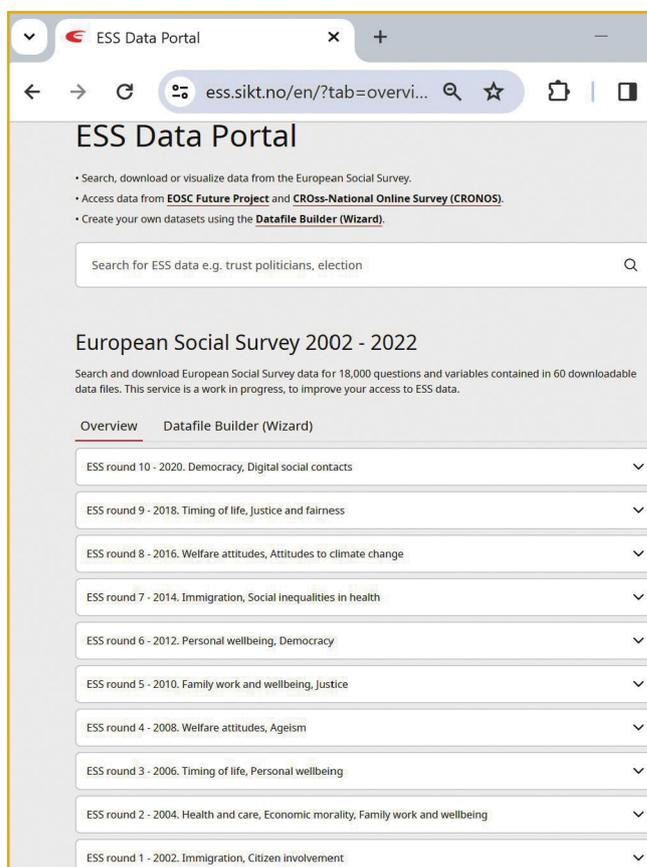 ESS Data Portal
ess.sikt.no/en/?tab=overvi...
ESS Data Portal
• Search, download or visualize data from the European Social Survey.
• Access data from EOSC Future Project and CROss-National Online Survey (CRONOS).
• Create your own datasets using the Datafile Builder (Wizard).
Search for ESS data e.g. trust politicians, election
European Social Survey 2002 - 2022
Search and download European Social Survey data for 18,000 questions and variables contained in 60 downloadable
data files. This service is a work in progress, to improve your access to ESS data.
Overview Datafile Builder (Wizard)
ESS round 10 - 2020. Democracy, Digital social contacts
ESS round 9 - 2018. Timing of life, Justice and fairness
ESS round 8 - 2016. Welfare attitudes, Attitudes to climate change
ESS round 7 - 2014. Immigration, Social inequalities in health
ESS round 6 - 2012. Personal wellbeing, Democracy
ESS round 5 - 2010. Family work and wellbeing, Justice
ESS round 4 - 2008. Welfare attitudes, Ageism
ESS round 3 - 2006. Timing of life, Personal wellbeing
ESS round 2 - 2004. Health and care, Economic morality, Family work and wellbeing
ESS round 1 - 2002. Immigration, Citizen involvement